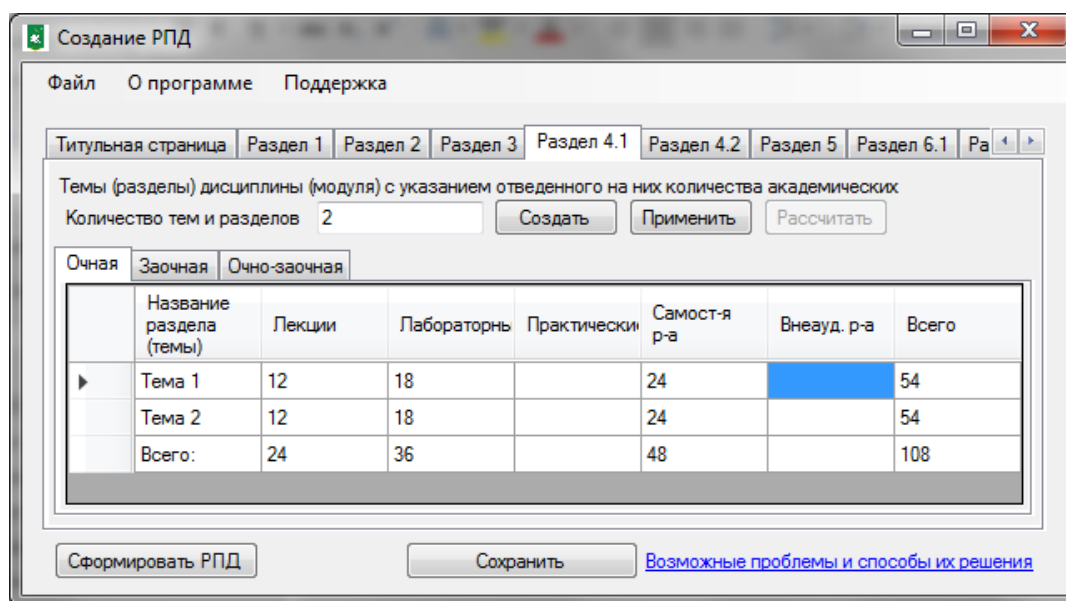 Создание РПД
Файл О программе Поддержка
Титульная страница Раздел 1 Раздел 2 Раздел 3 Раздел 4.1 Раздел 4.2 Раздел 5 Раздел 6.1 Ра
Темы (разделы) дисциплины (модуля) с указанием отведенного на них количества академических
Количество тем и разделов 2 Создать Применить Рассчитать
Очная Заочная Очно-заочная
Название раздела (темы) Лекции Лабораторны Практические Самост-я р-а Внеауд. р-а Всего
Тема 1 12 18 24 54
Тема 2 12 18 24 54
Всего: 24 36 48 108
Сформировать РПД Сохранить Возможные проблемы и способы их решения